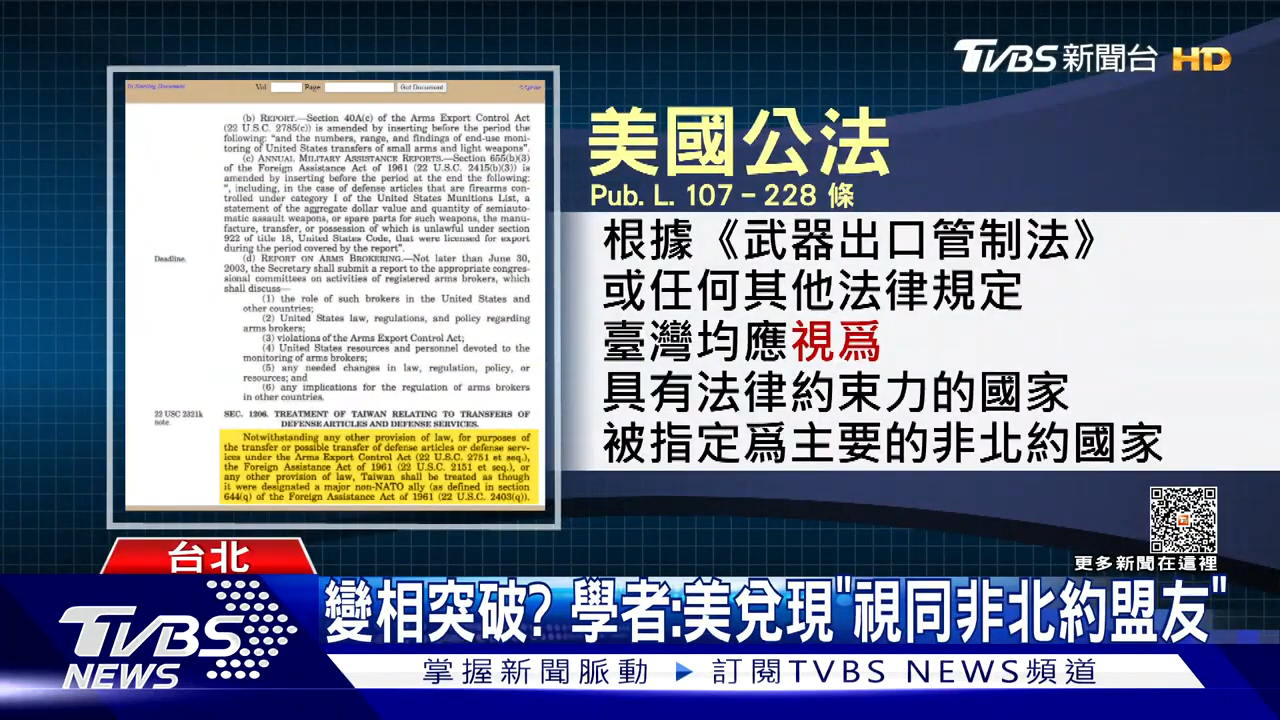 TVBS新聞台 HD
To Starting Document
Vol Page Get Document
(b) REPORT.—Section 40A(c) of the Arms Export Control Act
(22 U.S.C. 2785(c)) is amended by inserting before the period the
following: “and the numbers, range, and findings of end-use moni-
toring of United States transfers of small arms and light weapons”.
(c) ANNUAL MILITARY ASSISTANCE REPORTS.—Section 655(b)(3)
of the Foreign Assistance Act of 1961 (22 U.S.C. 2415(b)(3)) is
amended by inserting before the period at the end the following:
“, including, in the case of defense articles that are firearms con-
trolled under category I of the United States Munitions List, a
statement of the aggregate dollar value and quantity of semiauto-
matic assault weapons, or spare parts for such weapons, the manu-
facture, transfer, or possession of which is unlawful under section
922 of title 18, United States Code, that were licensed for export
during the period covered by the report”.
Deadline.
(d) REPORT ON ARMS BROKERING.—Not later than June 30,
2003, the Secretary shall submit a report to the appropriate congres-
sional committees on activities of registered arms brokers, which
shall discuss—
(1) the role of such brokers in the United States and
other countries;
(2) United States law, regulations, and policy regarding
arms brokers;
(3) violations of the Arms Export Control Act;
(4) United States resources and personnel devoted to the
monitoring of arms brokers;
(5) any needed changes in law, regulation, policy, or
resources; and
(6) any implications for the regulation of arms brokers
in other countries.
22 USC 2321k
note.
SEC. 1206. TREATMENT OF TAIWAN RELATING TO TRANSFERS OF
DEFENSE ARTICLES AND DEFENSE SERVICES.
Notwithstanding any other provision of law, for purposes of
the transfer or possible transfer of defense articles or defense serv-
ices under the Arms Export Control Act (22 U.S.C. 2751 et seq.),
the Foreign Assistance Act of 1961 (22 U.S.C. 2151 et seq.), or
any other provision of law, Taiwan shall be treated as though
it were designated a major non-NATO ally (as defined in section
644(q) of the Foreign Assistance Act of 1961 (22 U.S.C. 2403(q)).
美國公法
Pub. L. 107－228 條
根據《武器出口管制法》
或任何其他法律規定
臺灣均應視爲
具有法律約束力的國家
被指定爲主要的非北約國家
更多新聞在這裡
台北
變相突破? 學者:美兌現"視同非北約盟友"
TVBS NEWS
掌握新聞脈動 ▶ 訂閱TVBS NEWS頻道